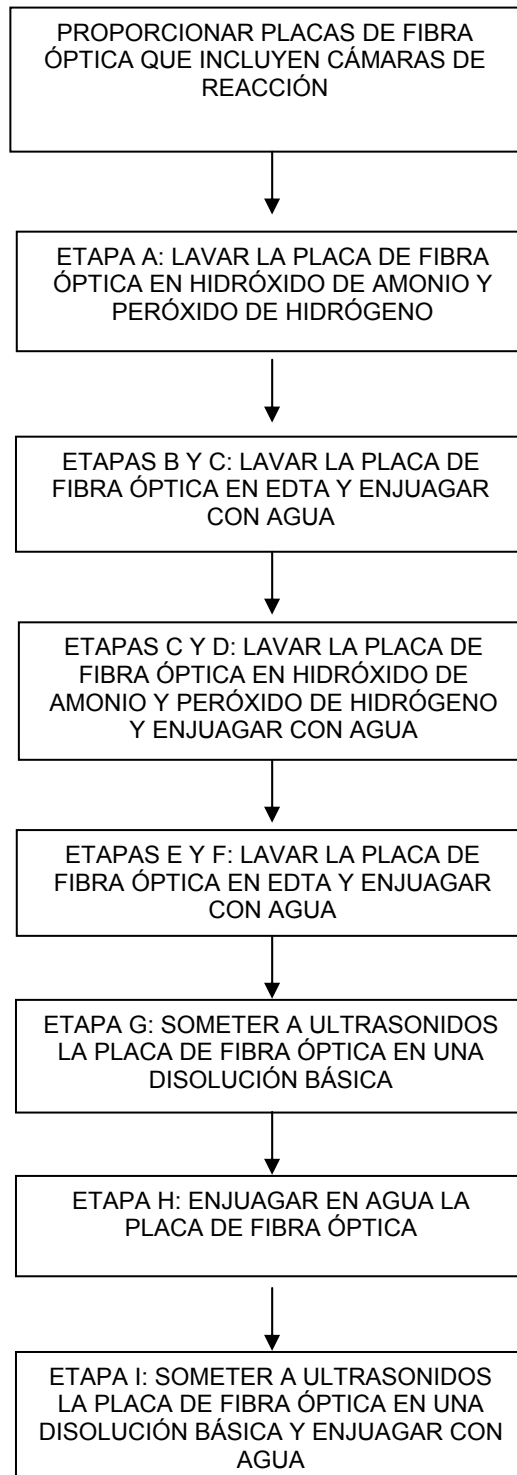 PROPORCIONAR PLACAS DE FIBRA
ÓPTICA QUE INCLUYEN CÁMARAS DE
REACCIÓN
ETAPA A: LAVAR LA PLACA DE FIBRA
ÓPTICA EN HIDRÓXIDO DE AMONIO Y
PERÓXIDO DE HIDRÓGENO
ETAPAS B Y C: LAVAR LA PLACA DE
FIBRA ÓPTICA EN EDTA Y ENJUAGAR
CON AGUA
ETAPAS C Y D: LAVAR LA PLACA DE
FIBRA ÓPTICA EN HIDRÓXIDO DE
AMONIO Y PERÓXIDO DE HIDRÓGENO
Y ENJUAGAR CON AGUA
ETAPAS E Y F: LAVAR LA PLACA DE
FIBRA ÓPTICA EN EDTA Y ENJUAGAR
CON AGUA
ETAPA G: SOMETER A ULTRASONIDOS
LA PLACA DE FIBRA ÓPTICA EN UNA
DISOLUCIÓN BÁSICA
ETAPA H: ENJUAGAR EN AGUA LA
PLACA DE FIBRA ÓPTICA
ETAPA I: SOMETER A ULTRASONIDOS
LA PLACA DE FIBRA ÓPTICA EN UNA
DISOLUCIÓN BÁSICA Y ENJUAGAR CON
AGUA